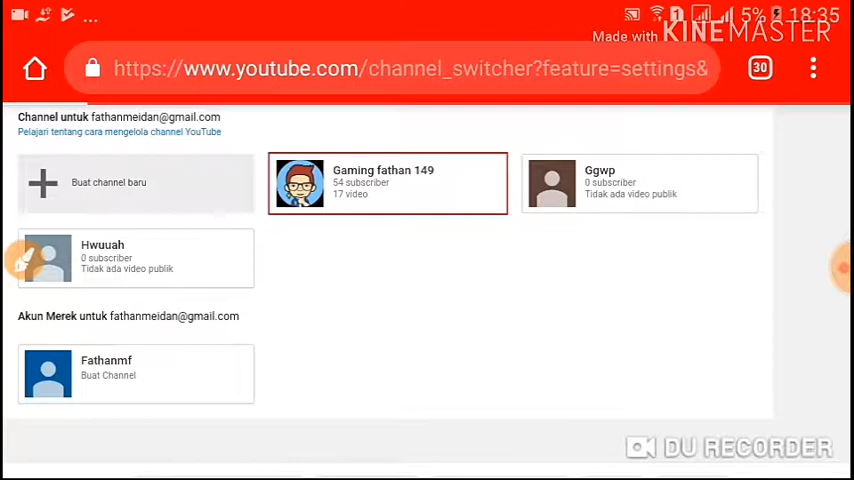 ... 1 5% 18:35
Made with KINEMASTER
https://www.youtube.com/channel_switcher?feature=settings& 30
Channel untuk fathanmeidan@gmail.com
Pelajari tentang cara mengelola channel YouTube
Buat channel baru
Gaming fathan 149
54 subscriber
17 video
Ggwp
0 subscriber
Tidak ada video publik
Hwuuah
0 subscriber
Tidak ada video publik
Akun Merek untuk fathanmeidan@gmail.com
Fathanmf
Buat Channel
DU RECORDER